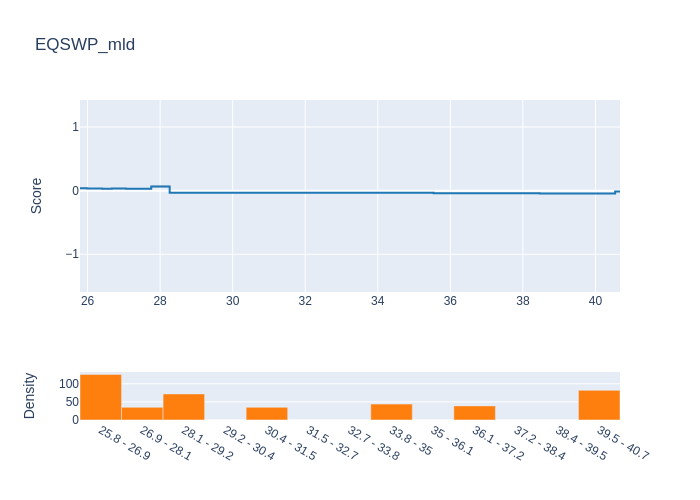 EQSWP_mld
Score
1
0
−1
26 28 30 32 34 36 38 40
Density
100
50
0
25.8 - 26.9
26.9 - 28.1
28.1 - 29.2
29.2 - 30.4
30.4 - 31.5
31.5 - 32.7
32.7 - 33.8
33.8 - 35
35 - 36.1
36.1 - 37.2
37.2 - 38.4
38.4 - 39.5
39.5 - 40.7